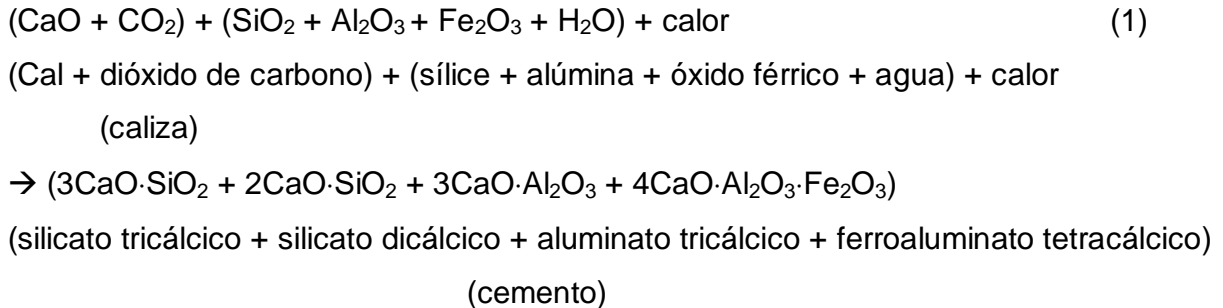 (CaO + CO₂) + (SiO₂ + Al₂O₃ + Fe₂O₃ + H₂O) + calor (1)
(Cal + dióxido de carbono) + (sílice + alúmina + óxido férrico + agua) + calor
(caliza)
→ (3CaO·SiO₂ + 2CaO·SiO₂ + 3CaO·Al₂O₃ + 4CaO·Al₂O₃·Fe₂O₃)
(silicato tricálcico + silicato dicálcico + aluminato tricálcico + ferroaluminato tetracálcico)
(cemento)